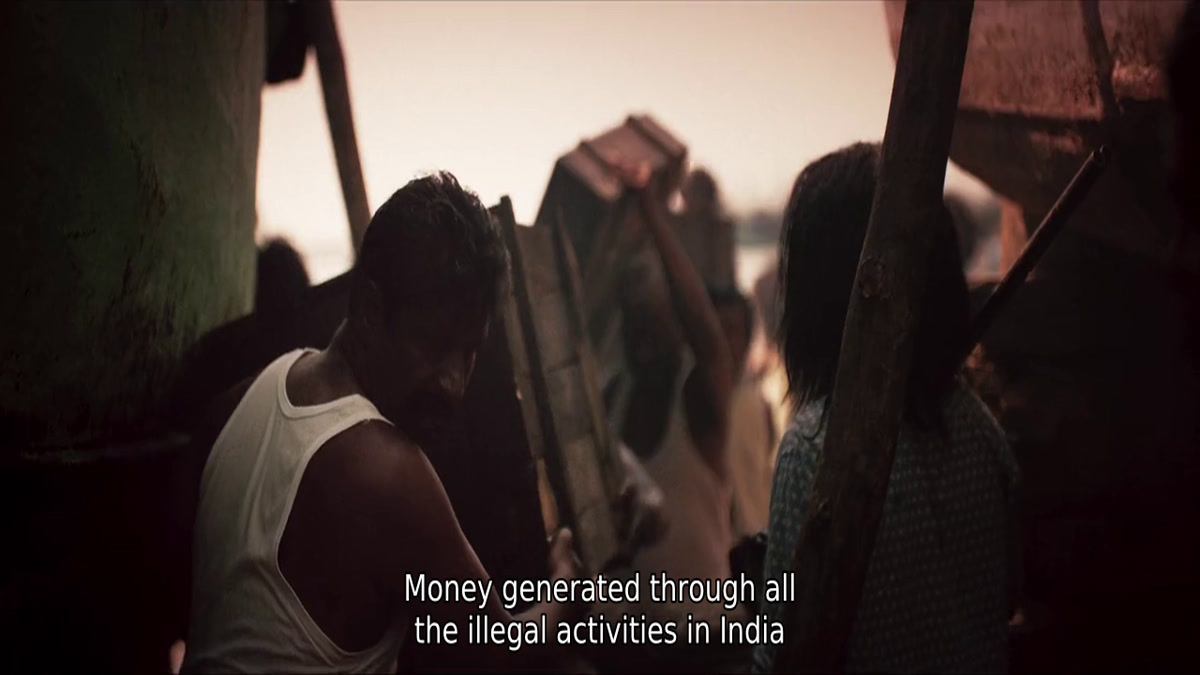 Money generated through all
the illegal activities in India